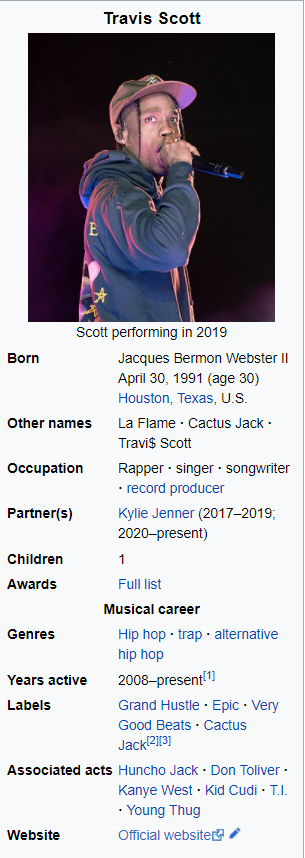 Travis Scott
E
Scott performing in 2019
Born Jacques Bermon Webster II
April 30, 1991 (age 30)
Houston, Texas, U.S.
Other names La Flame · Cactus Jack ·
Travi$ Scott
Occupation Rapper · singer · songwriter
· record producer
Partner(s) Kylie Jenner (2017–2019;
2020–present)
Children 1
Awards Full list
Musical career
Genres Hip hop · trap · alternative
hip hop
Years active 2008–present[1]
Labels Grand Hustle · Epic · Very
Good Beats · Cactus
Jack[2][3]
Associated acts Huncho Jack · Don Toliver ·
Kanye West · Kid Cudi · T.I.
· Young Thug
Website Official website